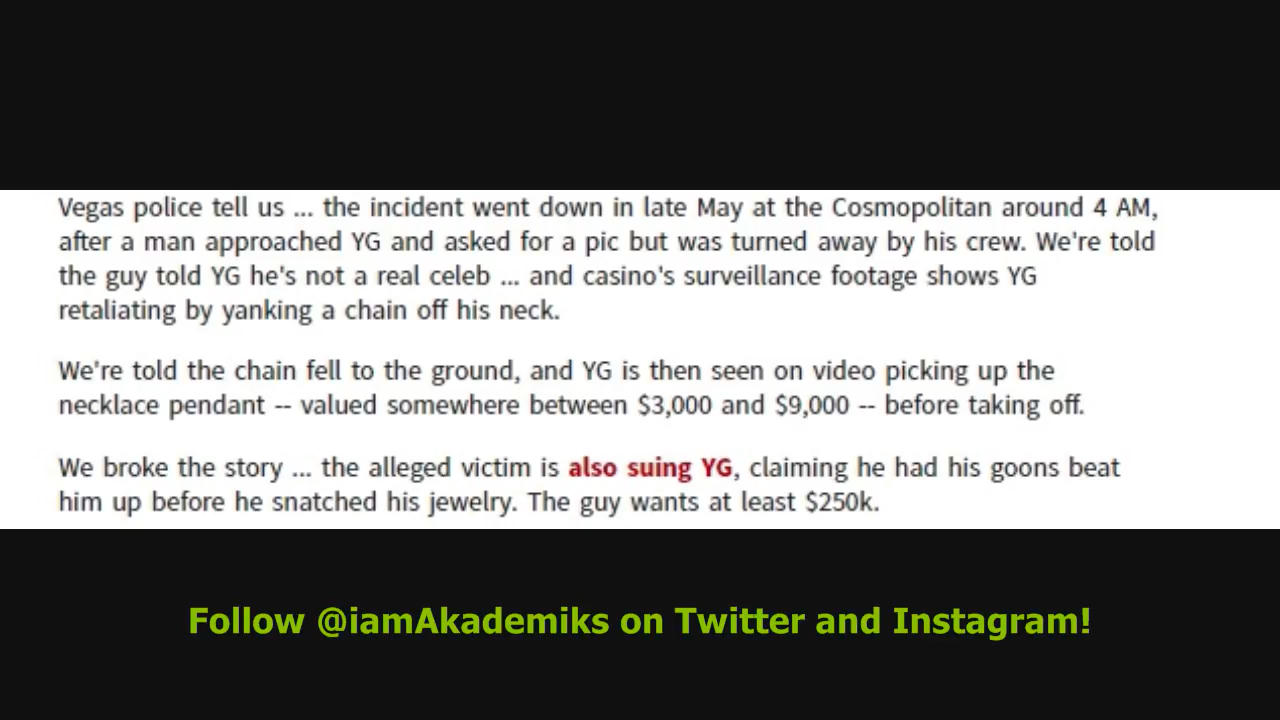 Vegas police tell us ... the incident went down in late May at the Cosmopolitan around 4 AM,
after a man approached YG and asked for a pic but was turned away by his crew. We're told
the guy told YG he's not a real celeb ... and casino's surveillance footage shows YG
retaliating by yanking a chain off his neck.
We're told the chain fell to the ground, and YG is then seen on video picking up the
necklace pendant -- valued somewhere between $3,000 and $9,000 -- before taking off.
We broke the story ... the alleged victim is also suing YG, claiming he had his goons beat
him up before he snatched his jewelry. The guy wants at least $250k.
Follow @iamAkademiks on Twitter and Instagram!